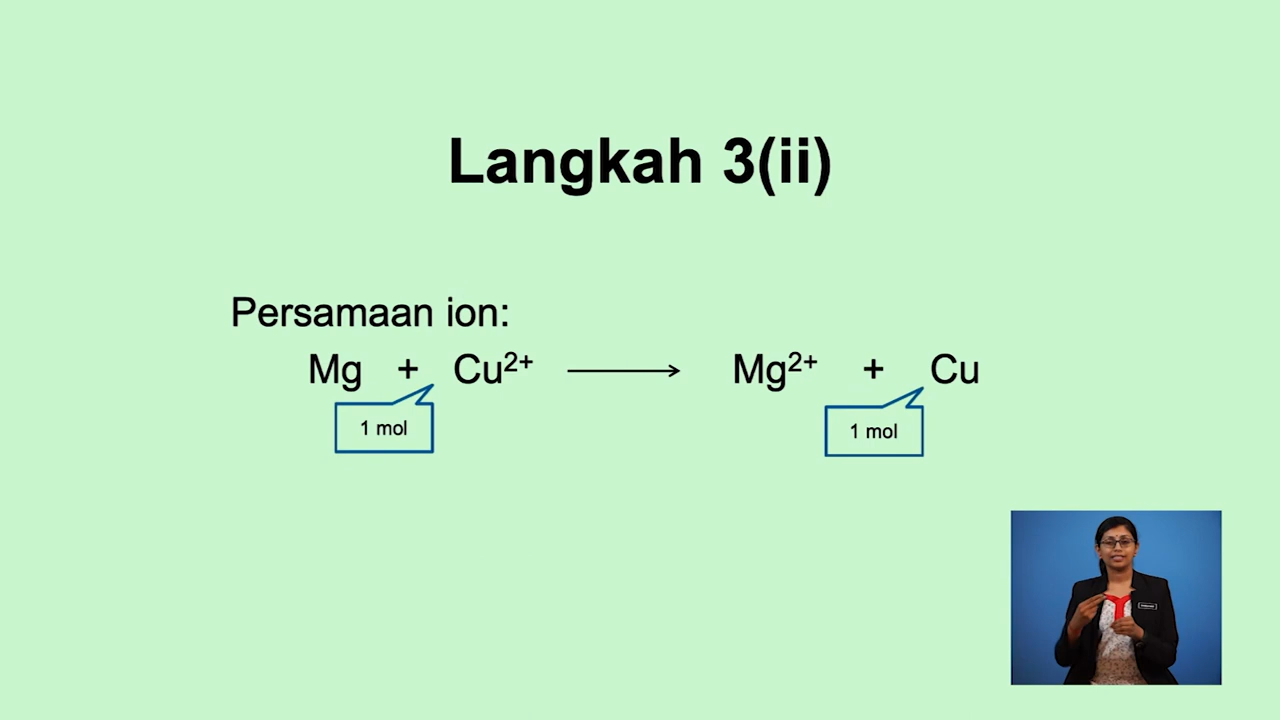 Langkah 3(ii)
Persamaan ion:
Mg + Cu²⁺ ⟶ Mg²⁺ + Cu
1 mol 1 mol